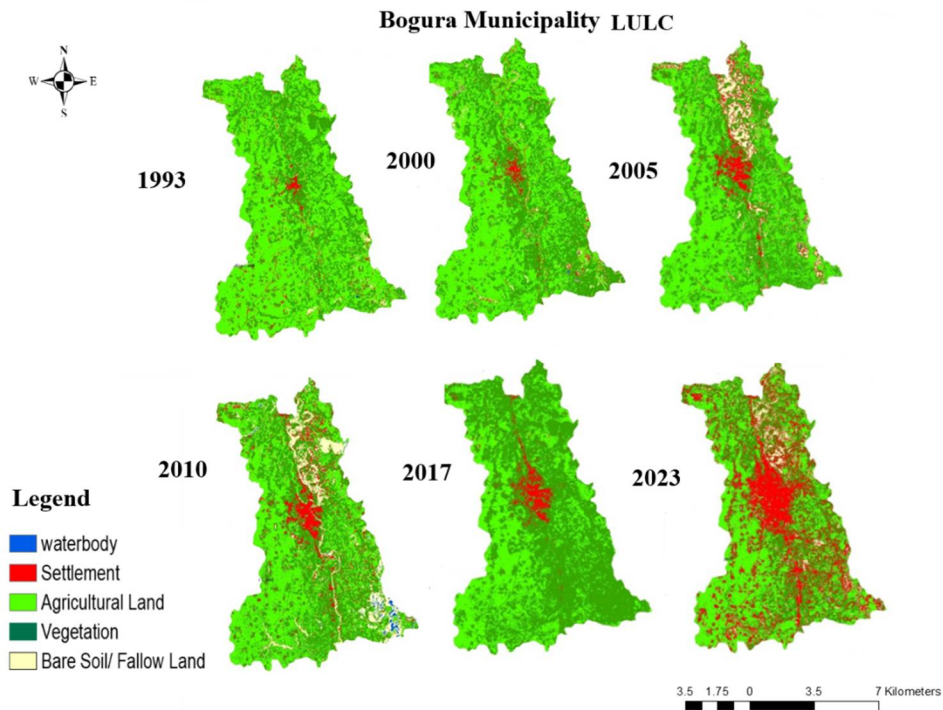 Bogura Municipality LULC
N
W E
S
1993
2000
2005
2010
2017
2023
Legend
waterbody
Settlement
Agricultural Land
Vegetation
Bare Soil/ Fallow Land
3.5 1.75 0 3.5 7 Kilometers